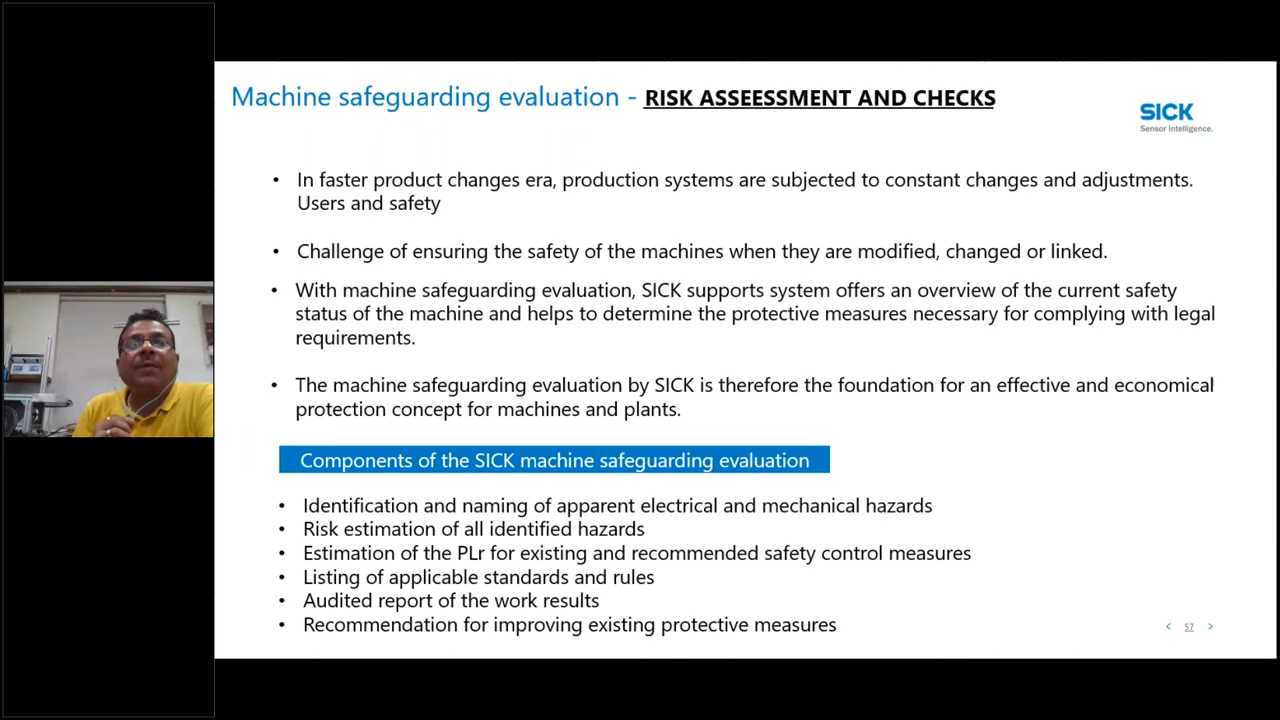 Machine safeguarding evaluation - RISK ASSEESSMENT AND CHECKS
SICK
Sensor Intelligence.
• In faster product changes era, production systems are subjected to constant changes and adjustments.
Users and safety
• Challenge of ensuring the safety of the machines when they are modified, changed or linked.
• With machine safeguarding evaluation, SICK supports system offers an overview of the current safety
status of the machine and helps to determine the protective measures necessary for complying with legal
requirements.
• The machine safeguarding evaluation by SICK is therefore the foundation for an effective and economical
protection concept for machines and plants.
Components of the SICK machine safeguarding evaluation
• Identification and naming of apparent electrical and mechanical hazards
• Risk estimation of all identified hazards
• Estimation of the PLr for existing and recommended safety control measures
• Listing of applicable standards and rules
• Audited report of the work results
• Recommendation for improving existing protective measures
< 57 >